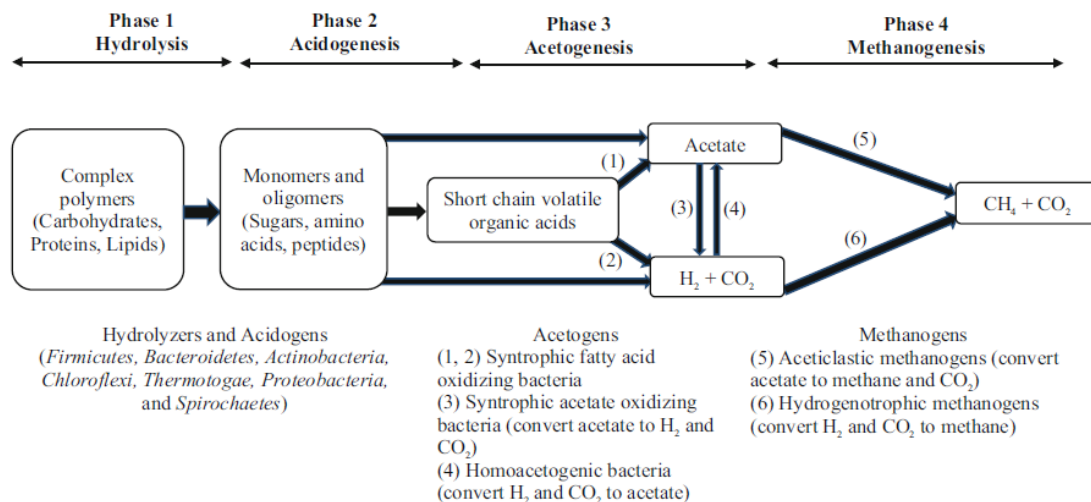 Phase 1
Hydrolysis
Phase 2
Acidogenesis
Phase 3
Acetogenesis
Phase 4
Methanogenesis
Complex
polymers
(Carbohydrates,
Proteins, Lipids)
Monomers and
oligomers
(Sugars, amino
acids, peptides)
Short chain volatile
organic acids
Acetate
H₂ + CO₂
CH₄ + CO₂
(1)
(2)
(3)
(4)
(5)
(6)
Hydrolyzers and Acidogens
(Firmicutes, Bacteroidetes, Actinobacteria,
Chloroflexi, Thermotogae, Proteobacteria,
and Spirochaetes)
Acetogens
(1, 2) Syntrophic fatty acid
oxidizing bacteria
(3) Syntrophic acetate oxidizing
bacteria (convert acetate to H₂ and
CO₂)
(4) Homoacetogenic bacteria
(convert H₂ and CO₂ to acetate)
Methanogens
(5) Aceticlastic methanogens (convert
acetate to methane and CO₂)
(6) Hydrogenotrophic methanogens
(convert H₂ and CO₂ to methane)